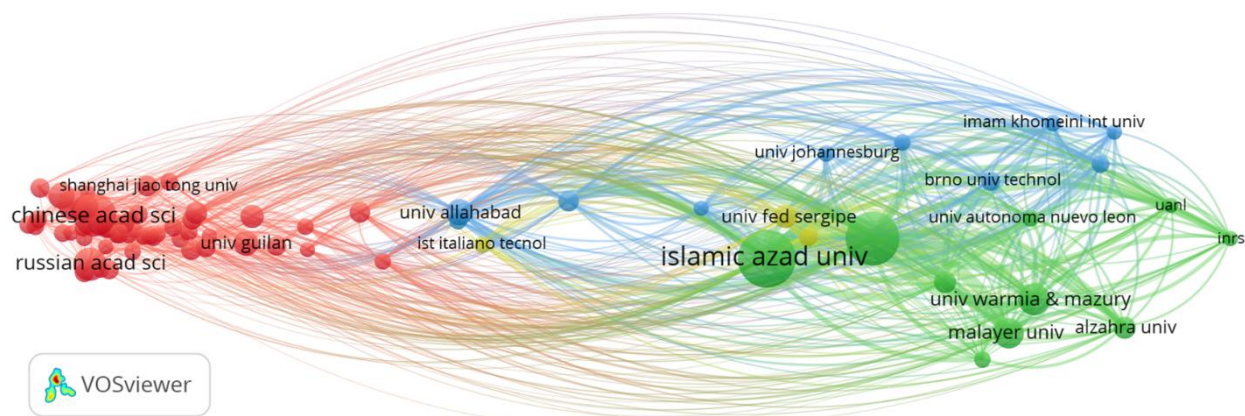 imam khomeini int univ
univ johannesburg
brno univ technol
shanghai jiao tong univ
chinese acad sci
univ allahabad
univ fed sergipe
univ autonoma nuevo leon
uanl
univ guilan
ist italiano tecnol
inrs
russian acad sci
islamic azad univ
univ warmia & mazury
malayer univ
alzahra univ
VOSviewer